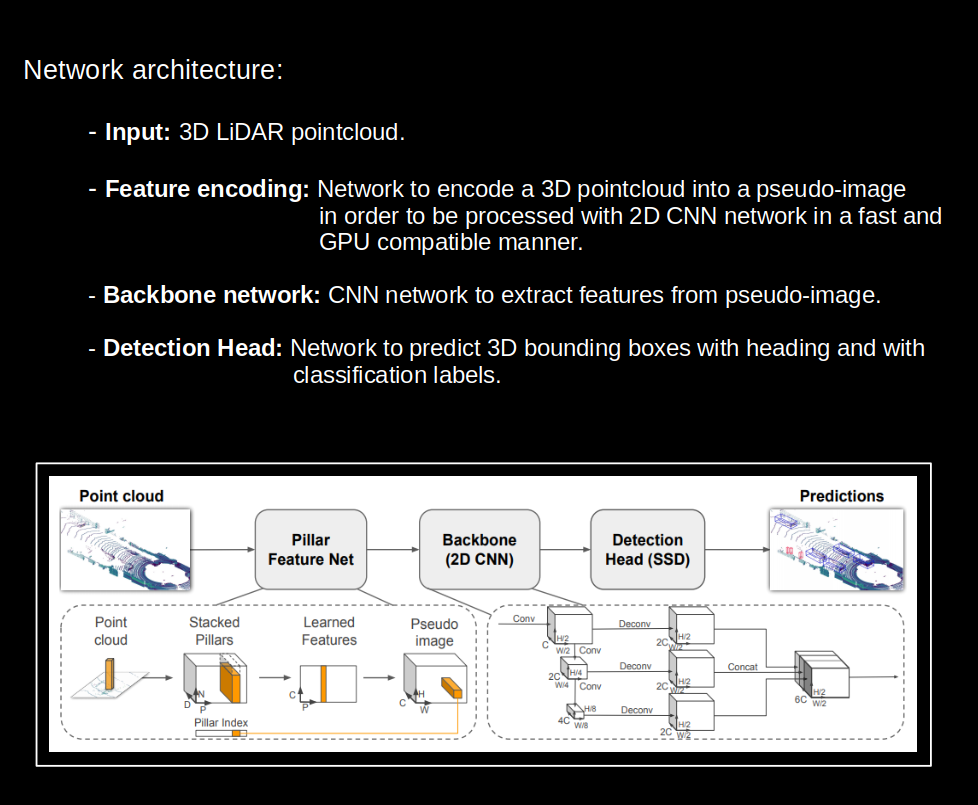 Network architecture:
- Input: 3D LiDAR pointcloud.
- Feature encoding: Network to encode a 3D pointcloud into a pseudo-image
in order to be processed with 2D CNN network in a fast and
GPU compatible manner.
- Backbone network: CNN network to extract features from pseudo-image.
- Detection Head: Network to predict 3D bounding boxes with heading and with
classification labels.
Point cloud
Predictions
Pillar
Feature Net
Backbone
(2D CNN)
Detection
Head (SSD)
Point
cloud
Stacked
Pillars
Learned
Features
Pseudo
image
D
N
P
C
P
C
H
W
Pillar Index
Conv
C
H/2
W/2
Conv
2C
H/4
W/4
Conv
4C
H/8
W/8
Deconv
2C
H/2
W/2
Deconv
2C
H/2
W/2
Deconv
2C
H/2
W/2
Concat
6C
H/2
W/2